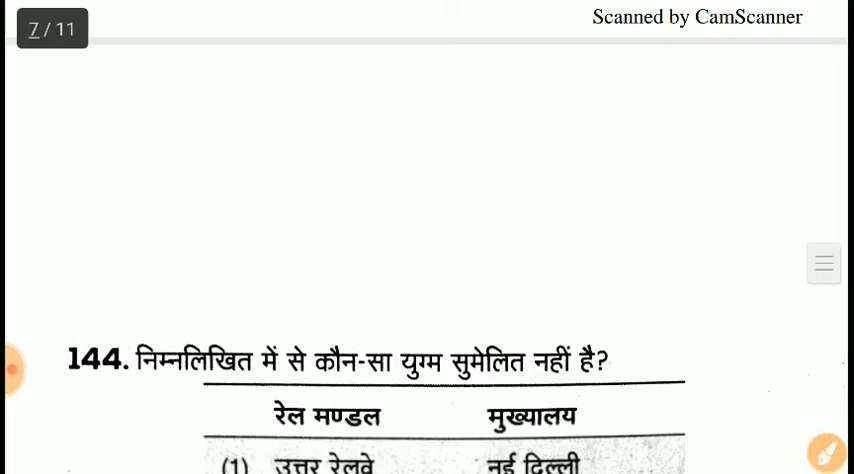 7 / 11
Scanned by CamScanner
144. निम्नलिखित में से कौन-सा युग्म सुमेलित नहीं है?
रेल मण्डल मुख्यालय
(1) उत्तर रेलवे नई दिल्ली